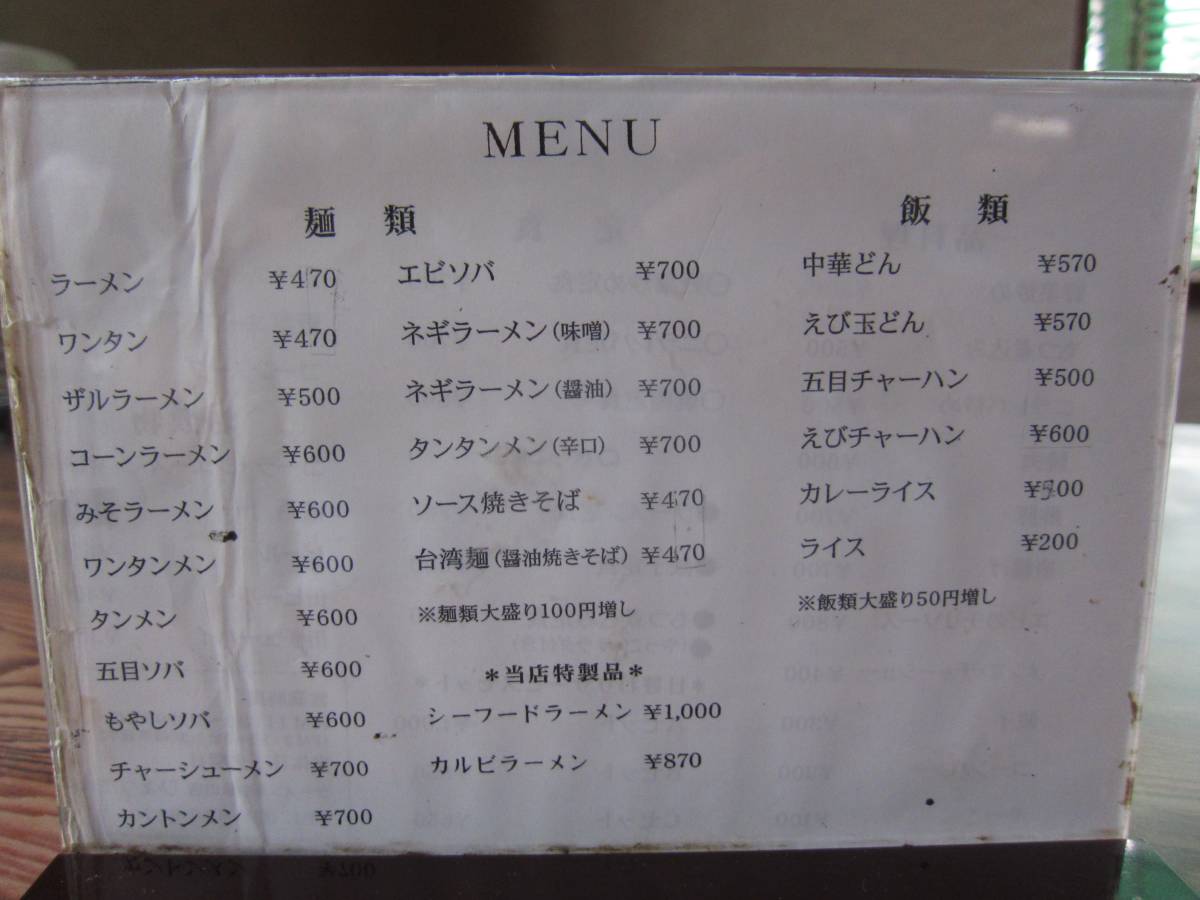 MENU
麺 類
ラーメン ¥470
ワンタン ¥470
ザルラーメン ¥500
コーンラーメン ¥600
みそラーメン ¥600
ワンタンメン ¥600
タンメン ¥600
五目ソバ ¥600
もやしソバ ¥600
チャーシューメン ¥700
カントンメン ¥700
エビソバ ¥700
ネギラーメン(味噌) ¥700
ネギラーメン(醤油) ¥700
タンタンメン(辛口) ¥700
ソース焼きそば ¥470
台湾麺(醤油焼きそば) ¥470
※麺類大盛り100円増し
*当店特製品*
シーフードラーメン ¥1,000
カルビラーメン ¥870
飯 類
中華どん ¥570
えび玉どん ¥570
五目チャーハン ¥500
えびチャーハン ¥600
カレーライス ¥500
ライス ¥200
※飯類大盛り50円増し